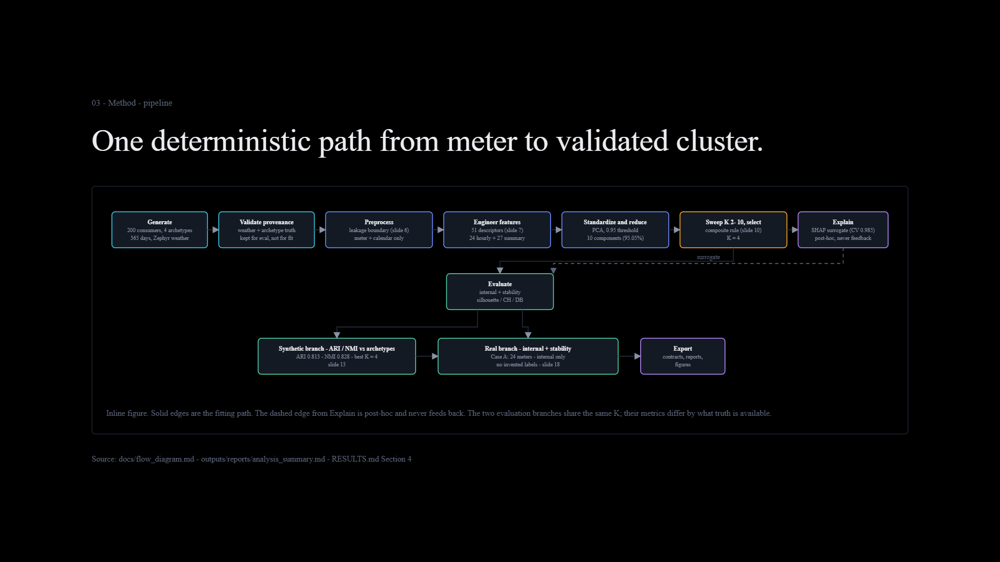 03 - Method - pipeline
One deterministic path from meter to validated cluster.
Generate
200 consumers, 4 archetypes
365 days, Zephyr weather
Validate provenance
weather + archetype truth
kept for eval, not for fit
Preprocess
leakage boundary (slide 6)
meter + calendar only
Engineer features
51 descriptors (slide 7)
24 hourly + 27 summary
Standardize and reduce
PCA, 0.95 threshold
10 components (95.05%)
Sweep K 2- 10, select
composite rule (slide 10)
K = 4
Explain
SHAP surrogate (CV 0.985)
post-hoc, never feedback
surrogate
Evaluate
internal + stability
silhouette / CH / DB
Synthetic branch - ARI / NMI vs archetypes
ARI 0.813 - NMI 0.828 - best K = 4
slide 13
Real branch - internal + stability
Case A: 24 meters - internal only
no invented labels - slide 18
Export
contracts, reports,
figures
Inline figure. Solid edges are the fitting path. The dashed edge from Explain is post-hoc and never feeds back. The two evaluation branches share the same K; their metrics differ by what truth is available.
Source: docs/flow_diagram.md - outputs/reports/analysis_summary.md - RESULTS.md Section 4